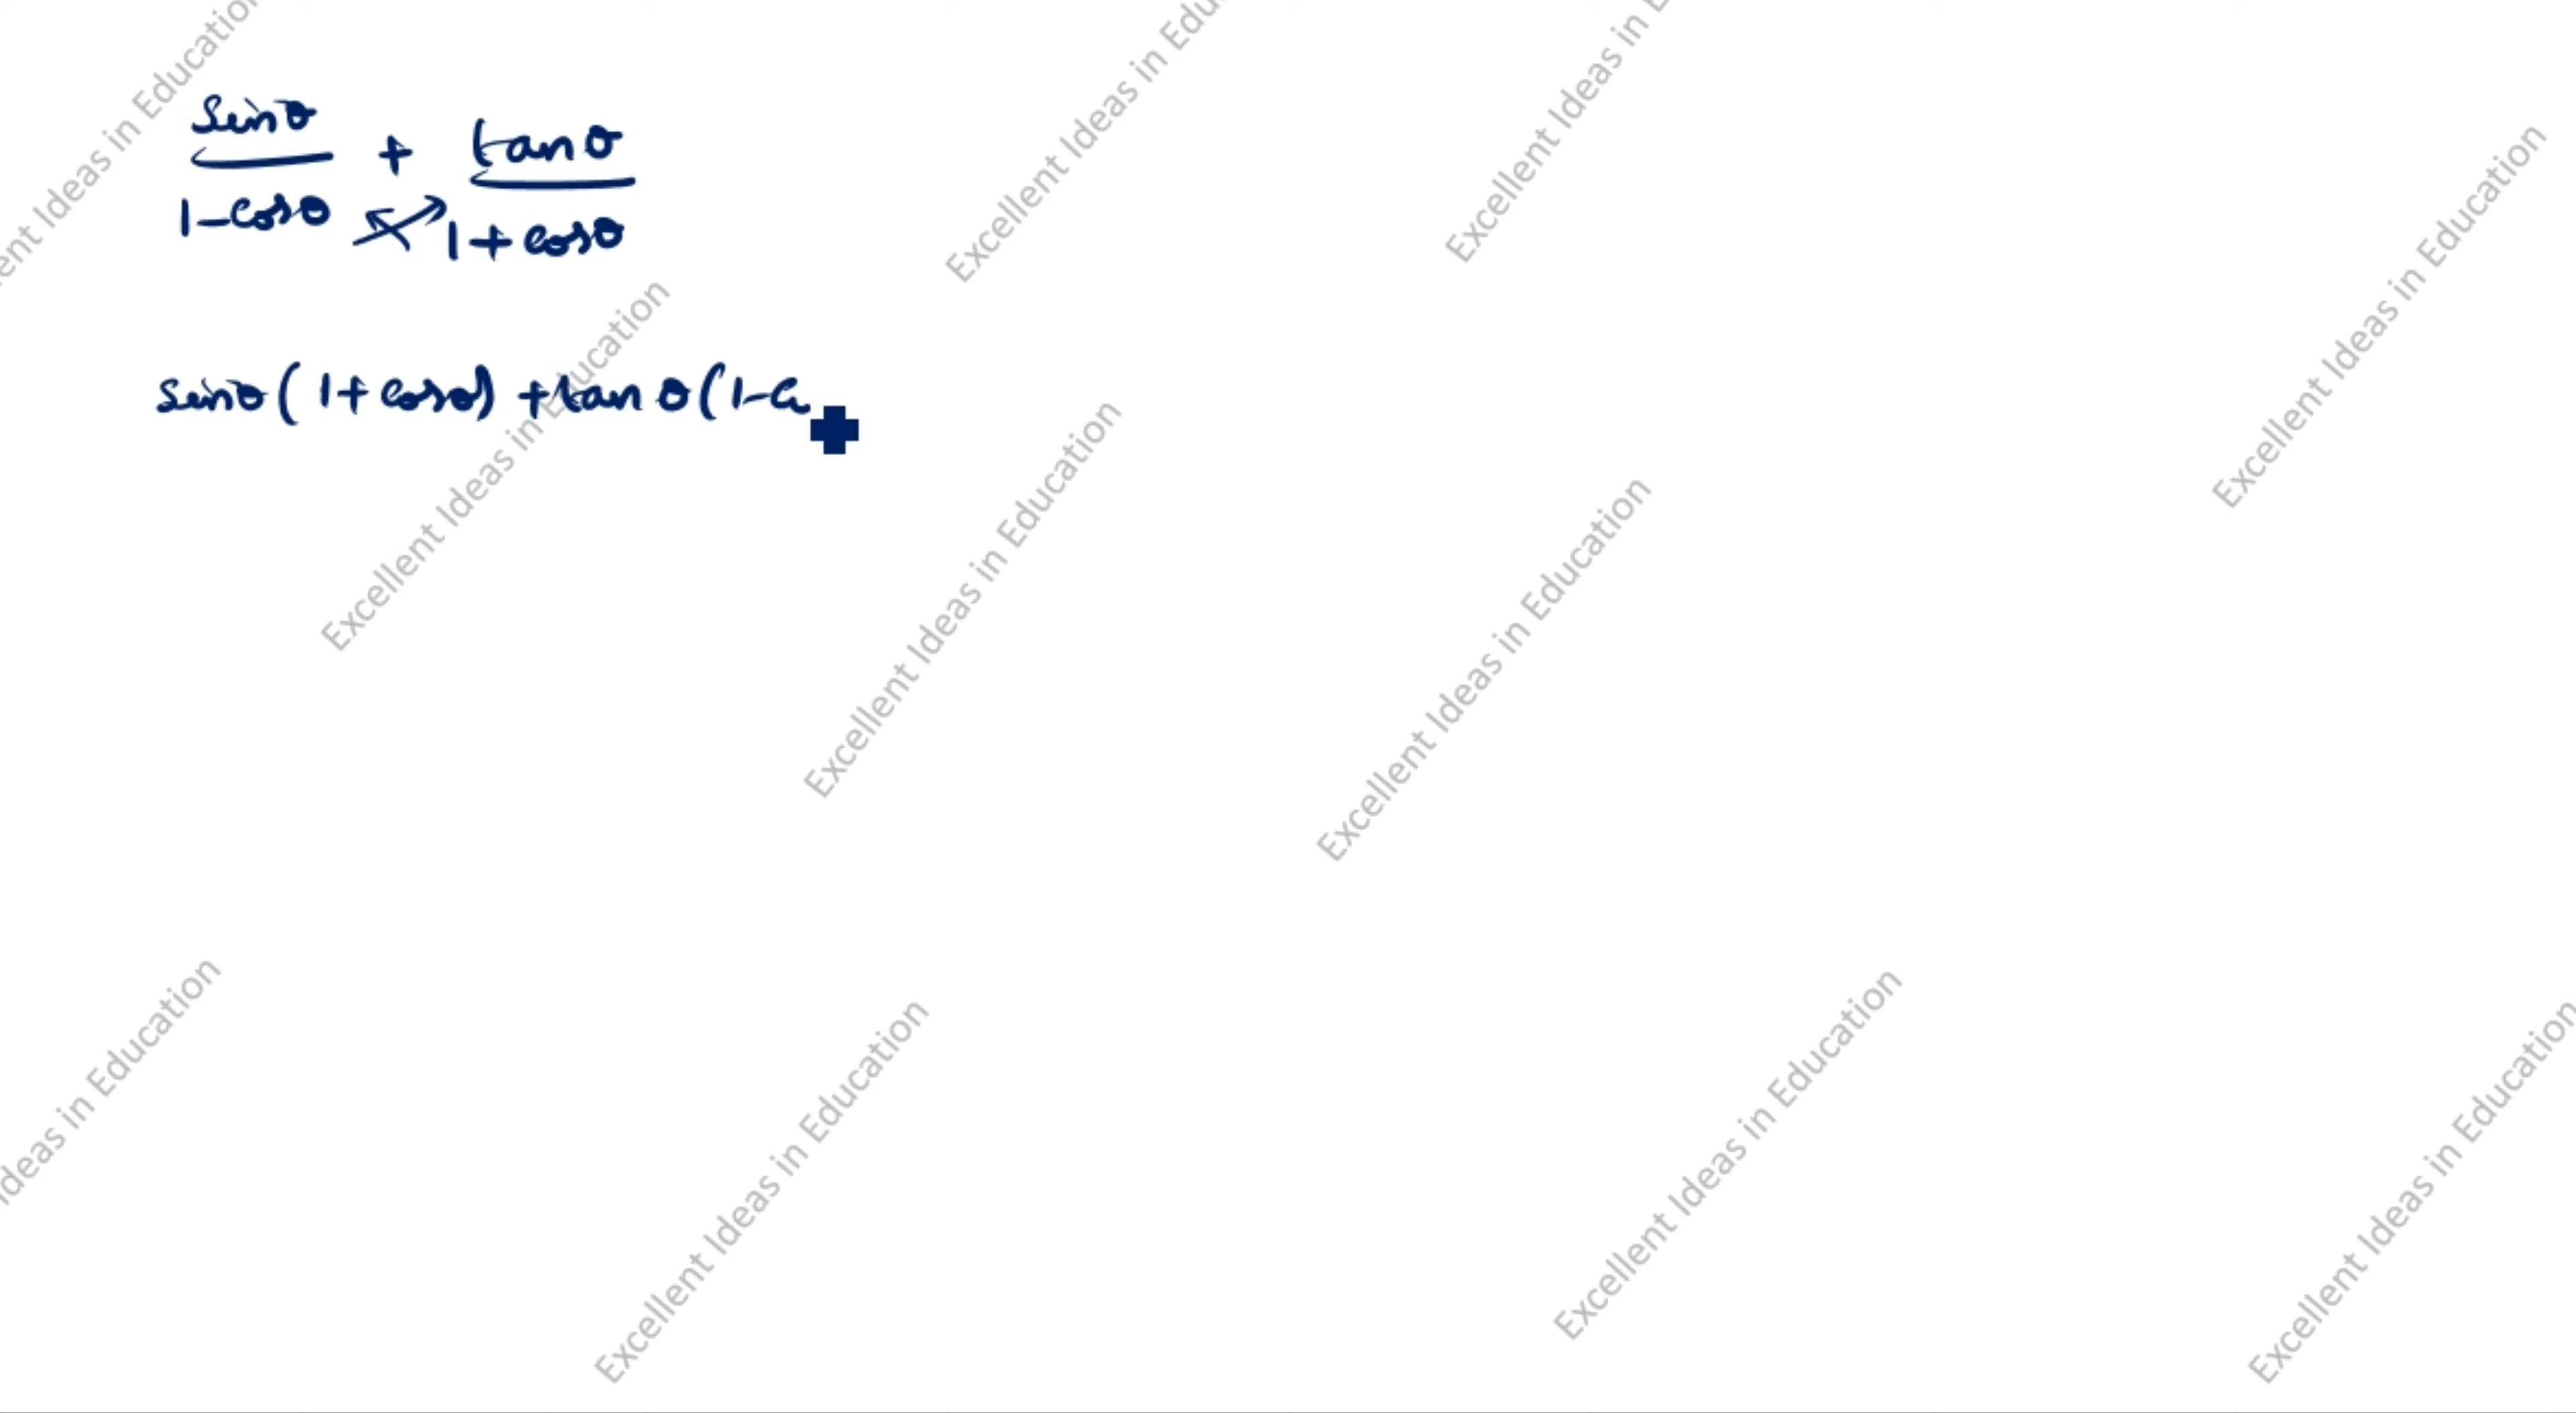 Excellent Ideas in Education
sinθ + tanθ
1-cosθ 1+cosθ
sinθ(1+cosθ) +tanθ(1-c